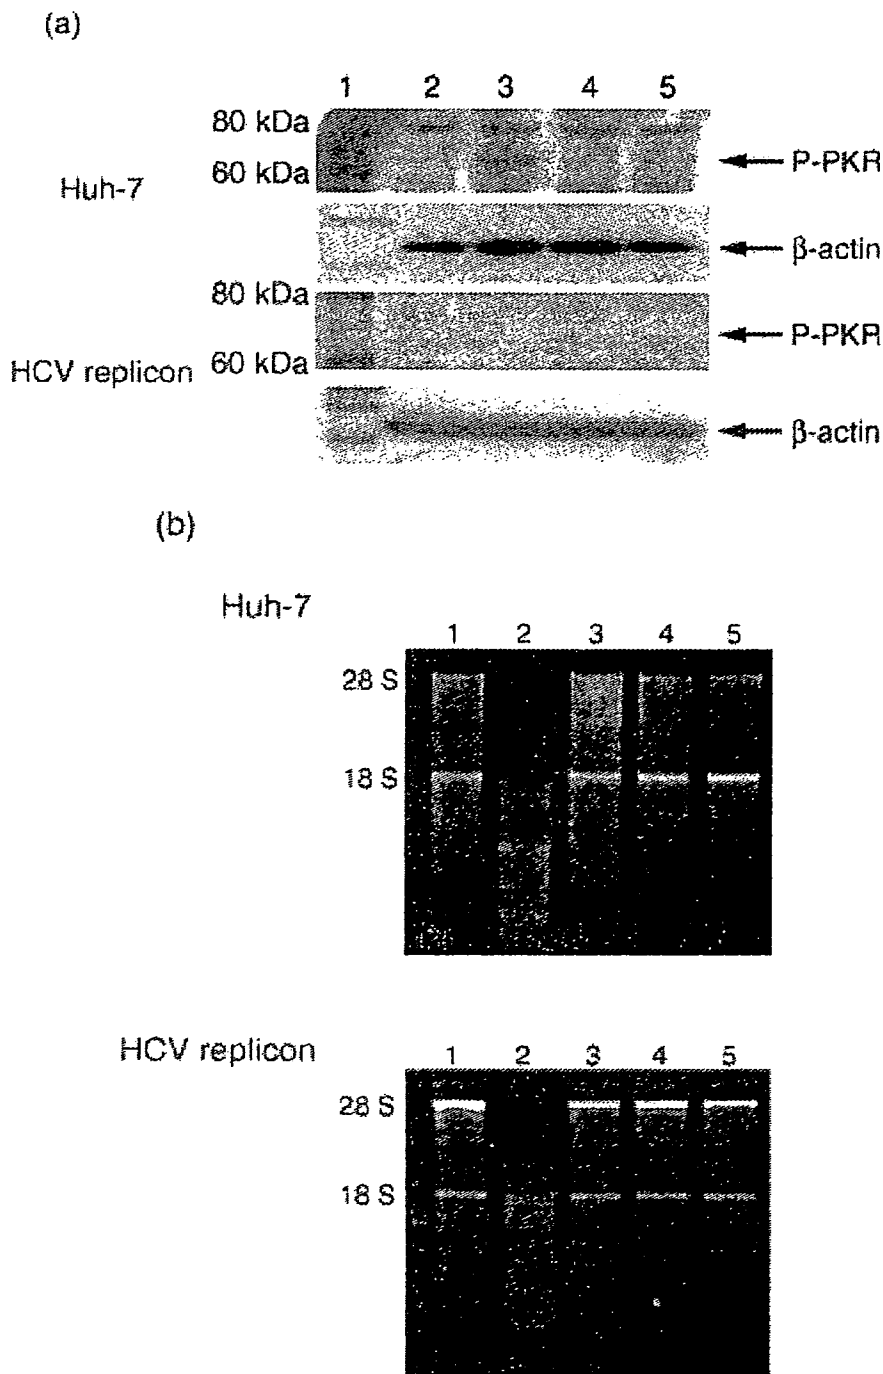 (a)
1 2 3 4 5
80 kDa
P-PKR
60 kDa
Huh-7
β-actin
80 kDa
P-PKR
60 kDa
HCV replicon
β-actin
(b)
Huh-7
1 2 3 4 5
28 S
18 S
HCV replicon
1 2 3 4 5
28 S
18 S